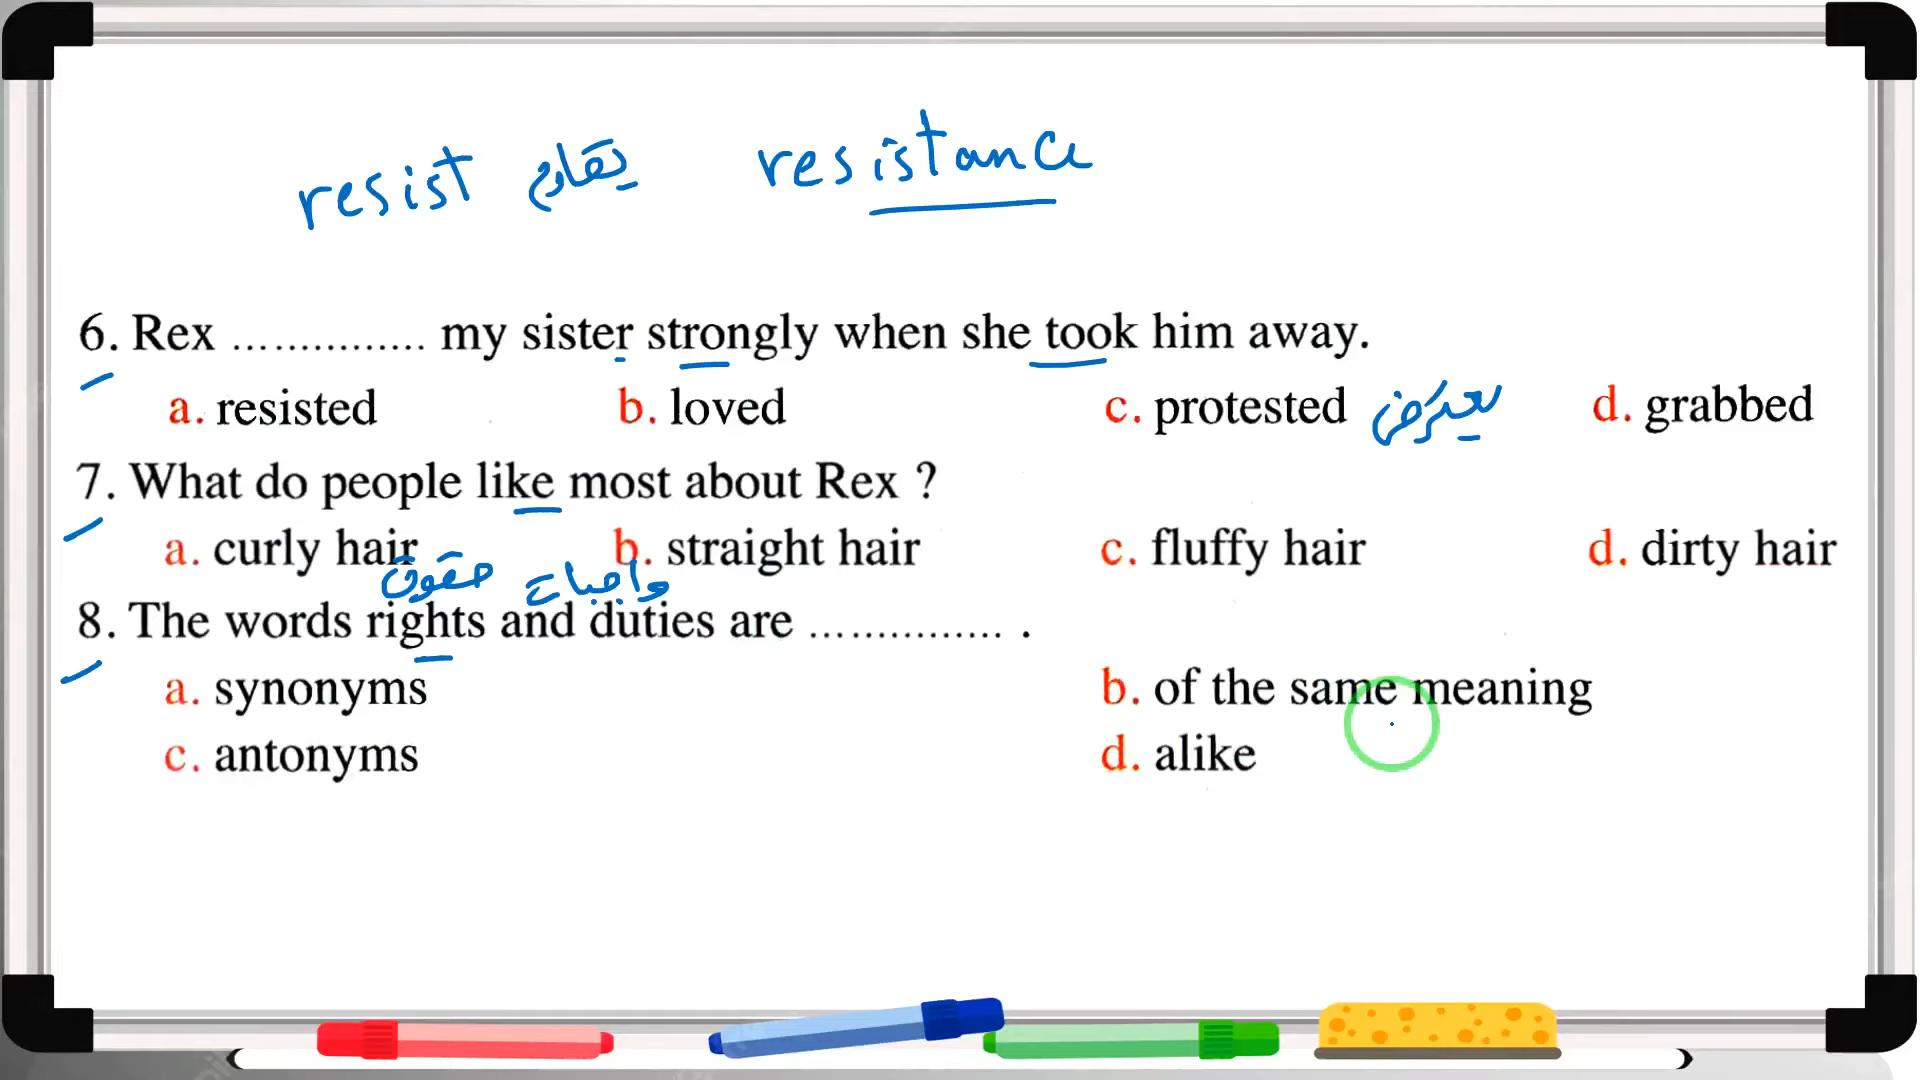 resist يقاوم resistance
6. Rex ............... my sister strongly when she took him away.
a. resisted b. loved c. protested يعترض d. grabbed
7. What do people like most about Rex ?
a. curly hair b. straight hair c. fluffy hair d. dirty hair
حقوق واجبات
8. The words rights and duties are ............... .
a. synonyms b. of the same meaning
c. antonyms d. alike